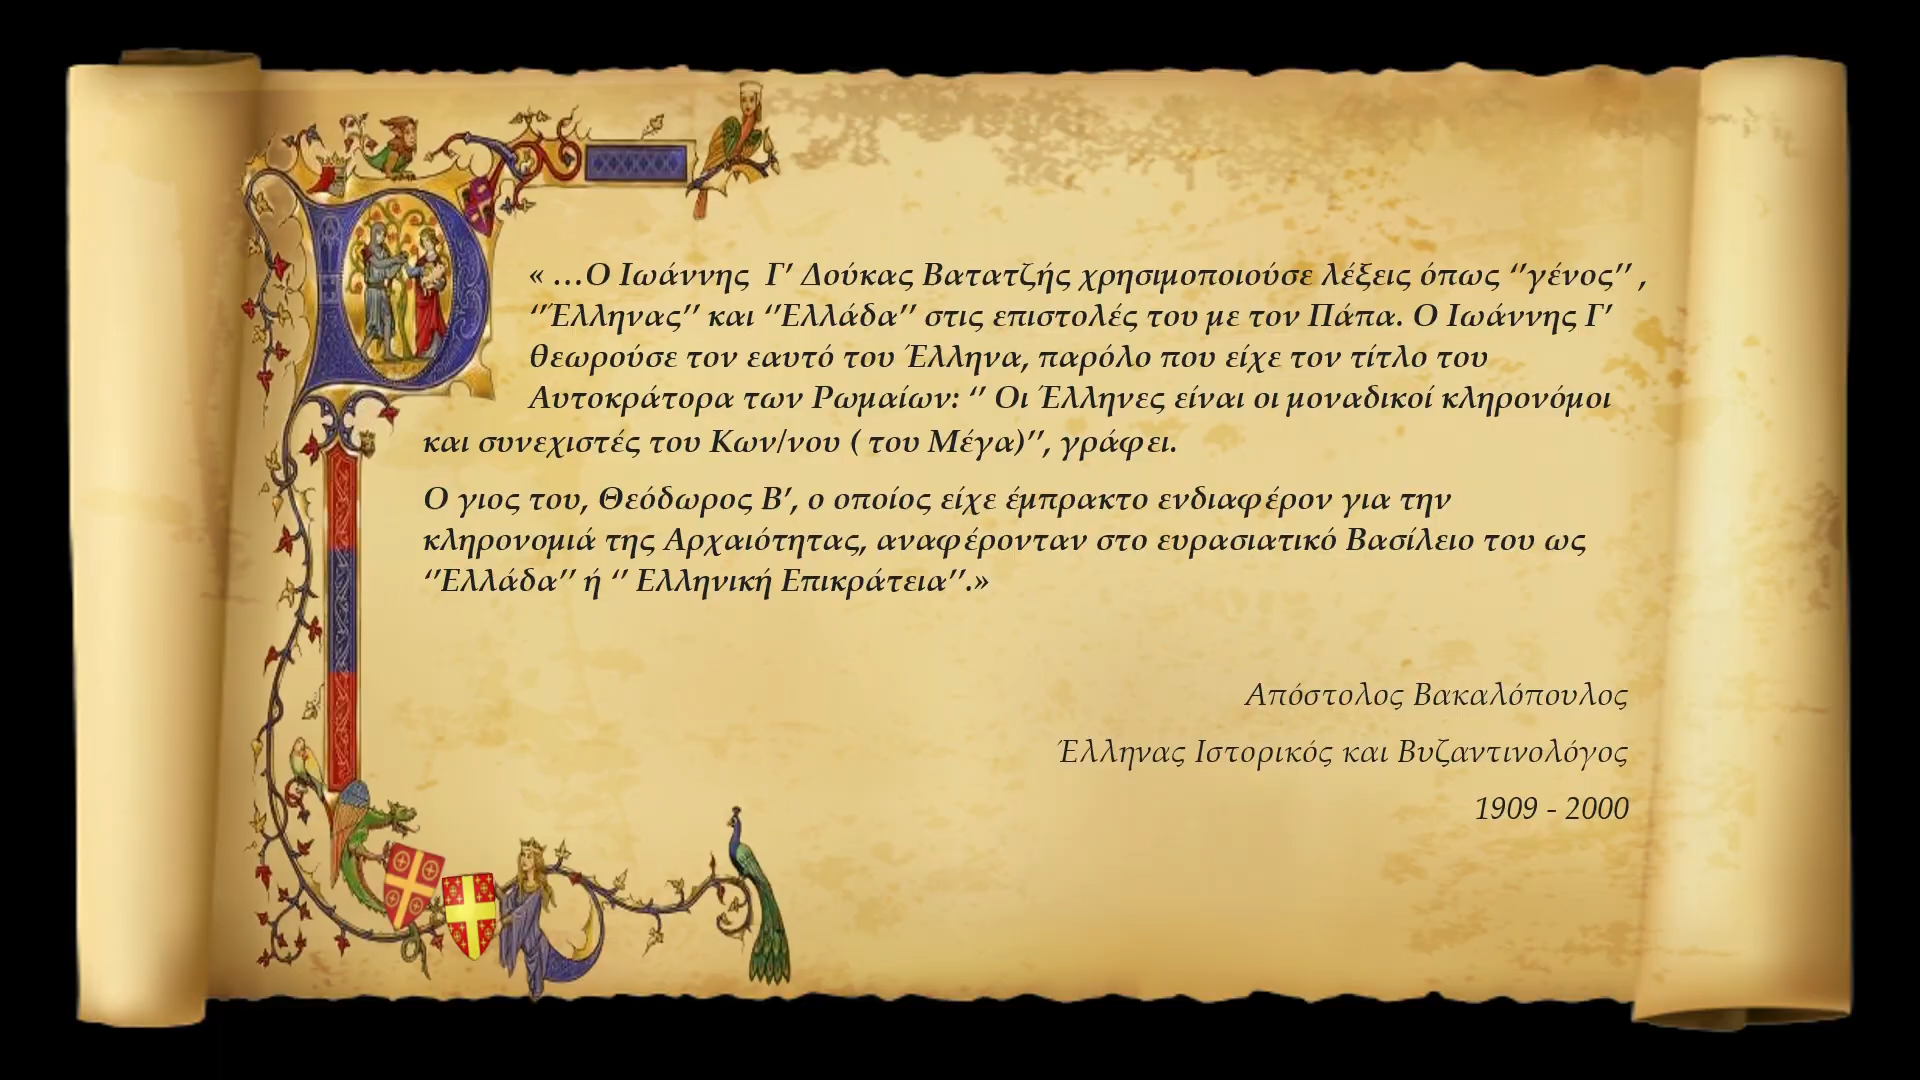 « …Ο Ιωάννης Γ’ Δούκας Βατατζής χρησιμοποιούσε λέξεις όπως ‘’γένος’’ ,
‘’Έλληνας’’ και ‘’Ελλάδα’’ στις επιστολές του με τον Πάπα. Ο Ιωάννης Γ’
θεωρούσε τον εαυτό του Έλληνα, παρόλο που είχε τον τίτλο του
Αυτοκράτορα των Ρωμαίων: ‘’ Οι Έλληνες είναι οι μοναδικοί κληρονόμοι
και συνεχιστές του Κων/νου ( του Μέγα)’’, γράφει.
Ο γιος του, Θεόδωρος Β’, ο οποίος είχε έμπρακτο ενδιαφέρον για την
κληρονομιά της Αρχαιότητας, αναφέρονταν στο ευρασιατικό Βασίλειο του ως
‘’Ελλάδα’’ ή ‘’ Ελληνική Επικράτεια’’.»
Απόστολος Βακαλόπουλος
Έλληνας Ιστορικός και Βυζαντινολόγος
1909 - 2000